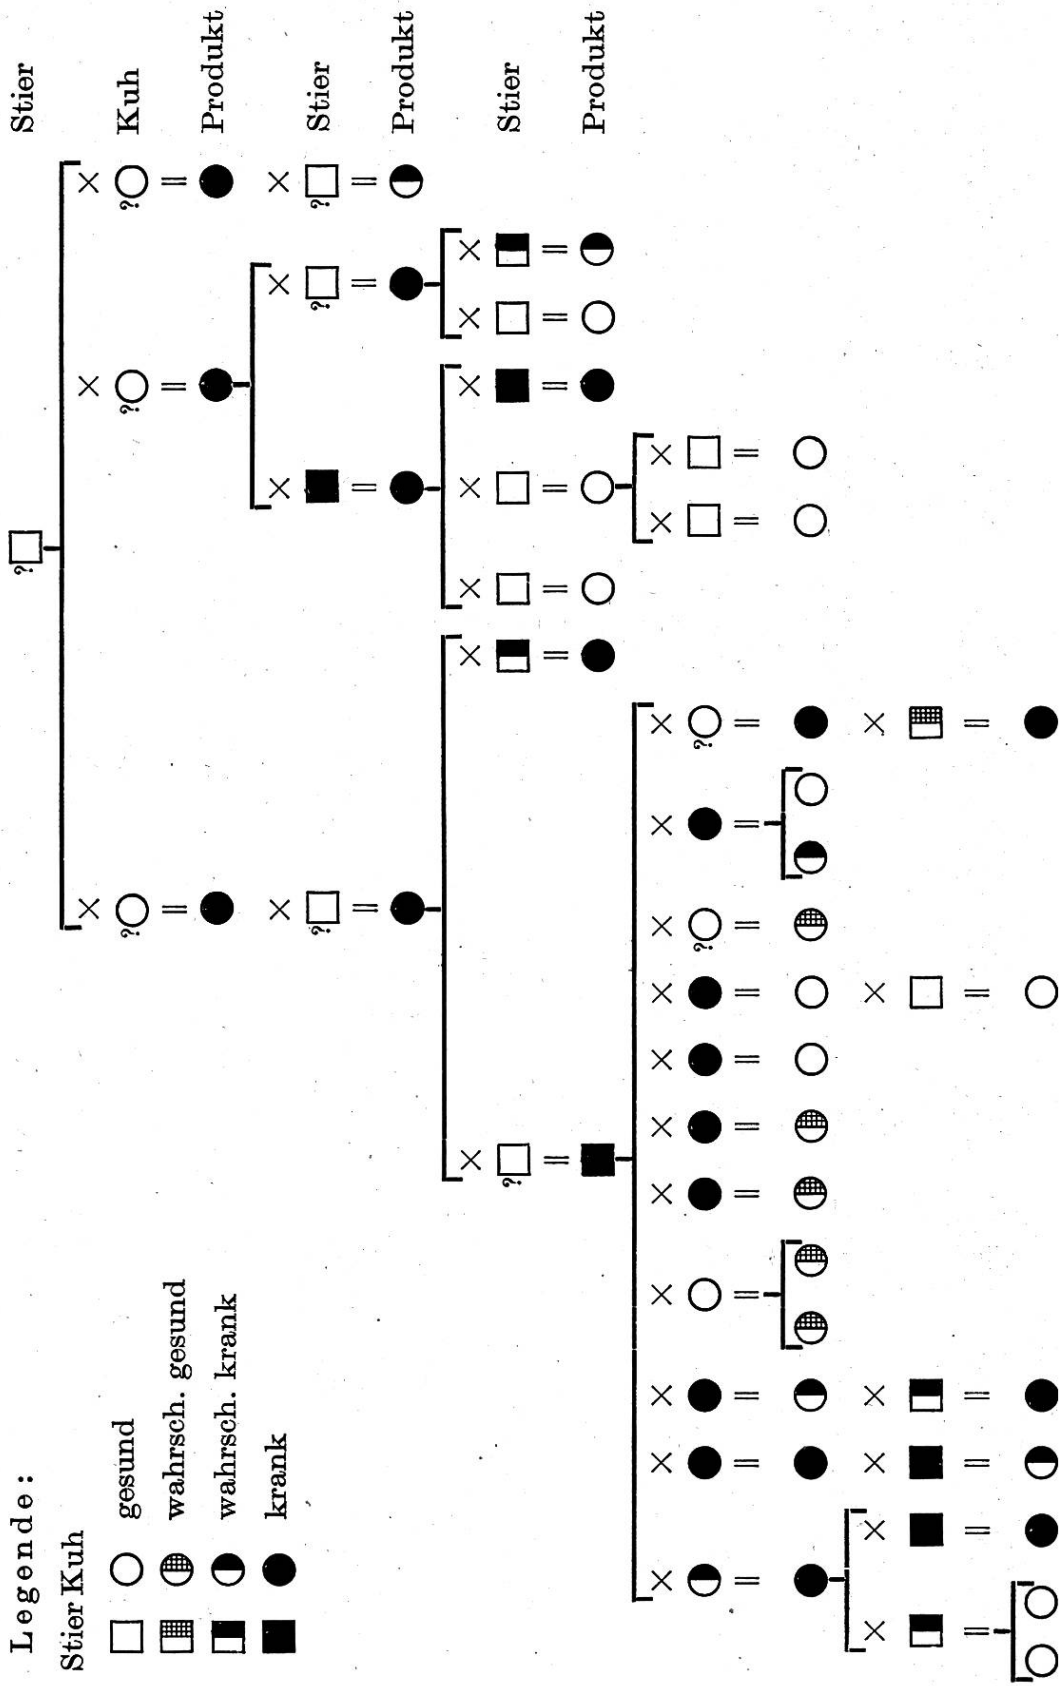 Stier
Kuh
Produkt
Stier
Produkt
Stier
Produkt
Legende:
Stier Kuh
gesund
wahrsch. gesund
wahrsch. krank
krank
?
?
?
?
?
?
?
?
?
?